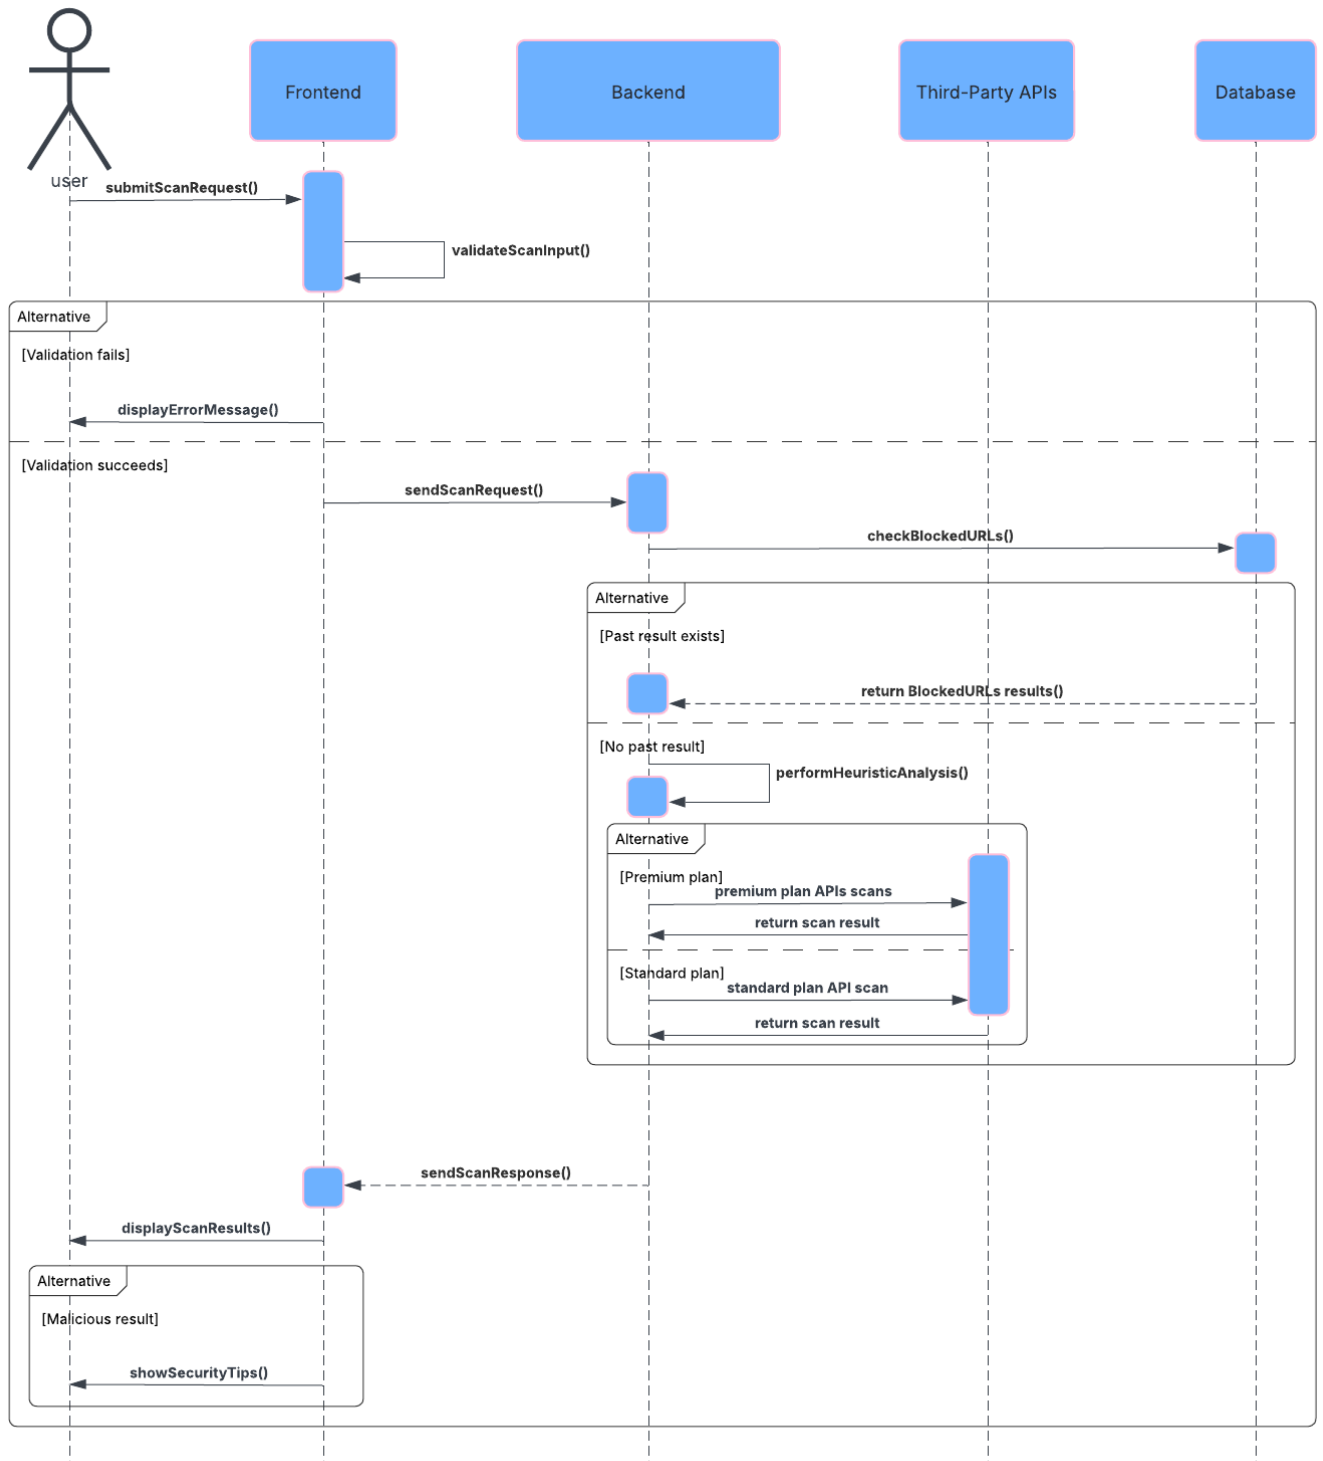 Frontend
Backend
Third-Party APIs
Database
user
submitScanRequest()
validateScanInput()
Alternative
[Validation fails]
displayErrorMessage()
[Validation succeeds]
sendScanRequest()
checkBlockedURLs()
Alternative
[Past result exists]
return BlockedURLs results()
[No past result]
performHeuristicAnalysis()
Alternative
[Premium plan]
premium plan APIs scans
return scan result
[Standard plan]
standard plan API scan
return scan result
sendScanResponse()
displayScanResults()
Alternative
[Malicious result]
showSecurityTips()